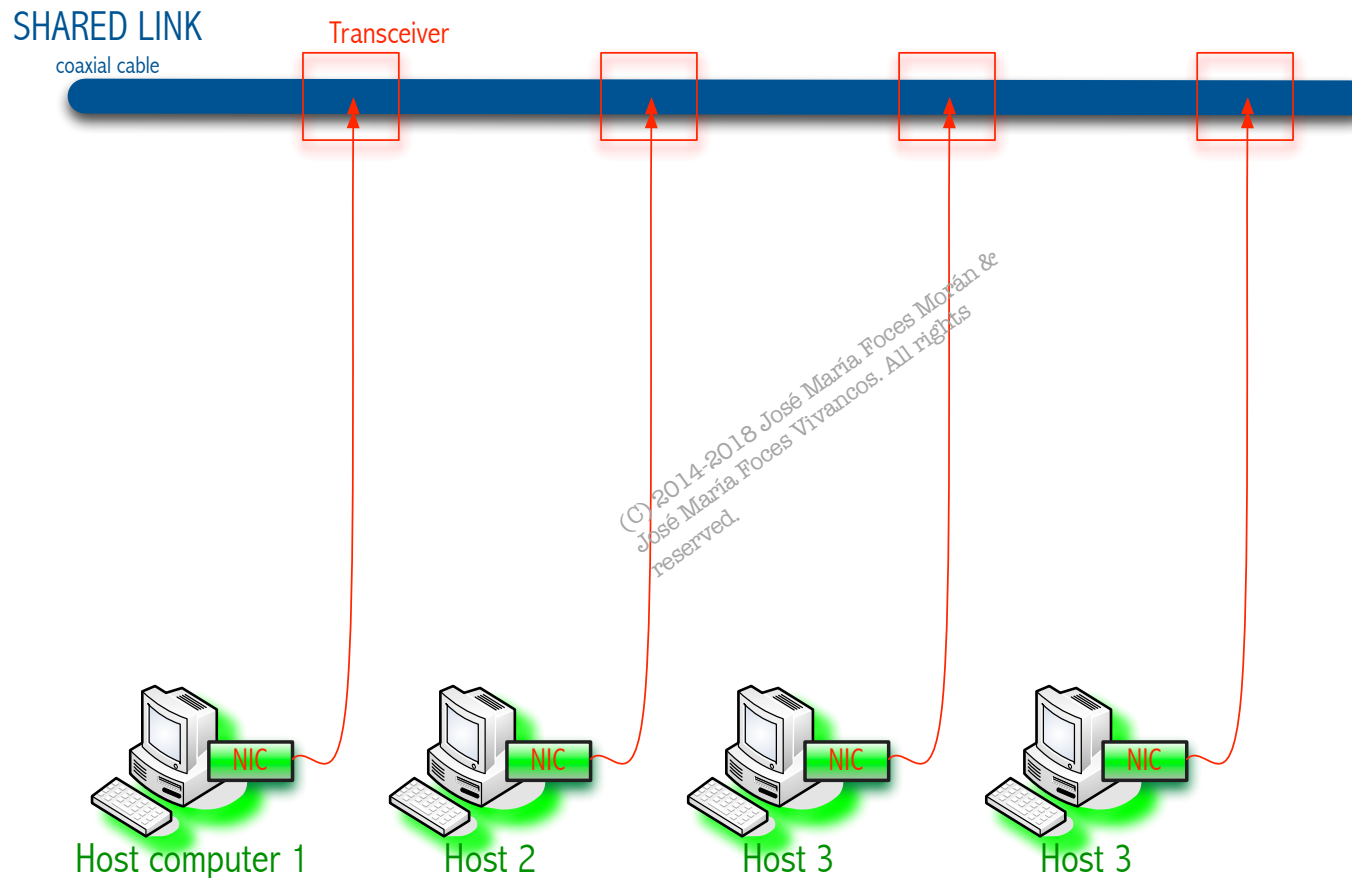 SHARED LINK
coaxial cable
Transceiver
(C) 2014-2018 José María Foces Morán &
José María Foces Vivancos. All rights
reserved.
NIC
NIC
NIC
NIC
Host computer 1
Host 2
Host 3
Host 3